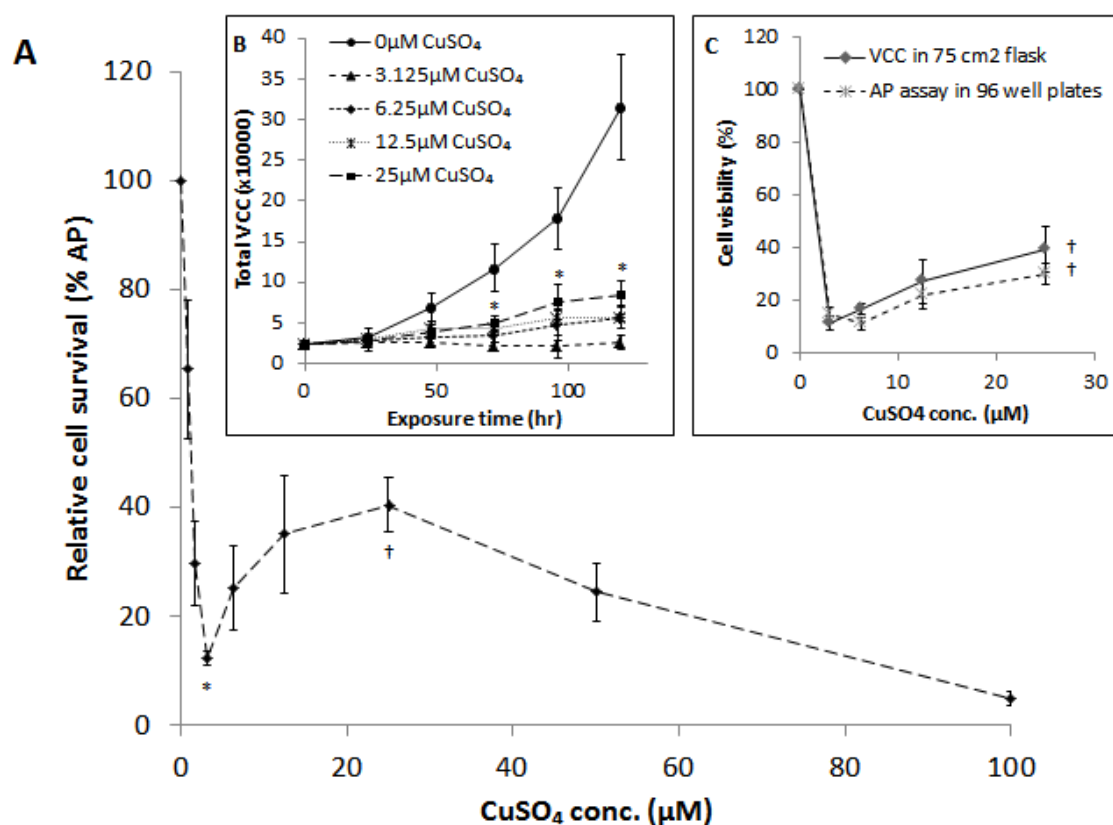 A
Relative cell survival (% AP)
120
100
80
60
40
20
0
0
20
40
60
80
100
CuSO₄ conc. (µM)
*
†
B
Total VCC (x10000)
40
35
30
25
20
15
10
5
0
0
50
100
Exposure time (hr)
0µM CuSO₄
3.125µM CuSO₄
6.25µM CuSO₄
12.5µM CuSO₄
25µM CuSO₄
*
*
*
C
Cell visbility (%)
120
100
80
60
40
20
0
0
10
20
30
CuSO4 conc. (µM)
VCC in 75 cm2 flask
AP assay in 96 well plates
†
†